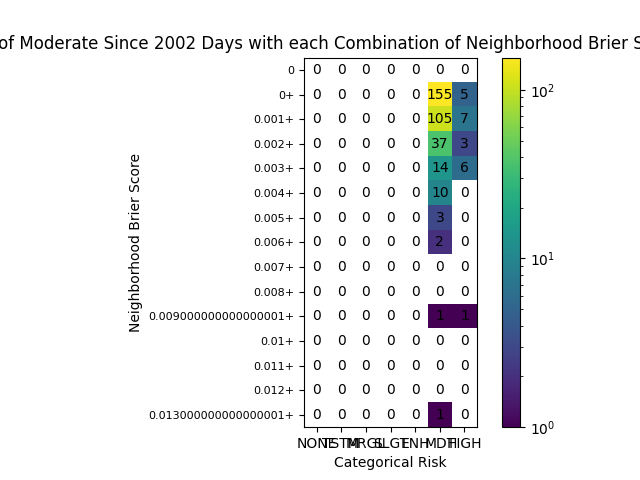 of Moderate Since 2002 Days with each Combination of Neighborhood Brier S
0 0 0 0 0 0 0 0
0+ 0 0 0 0 0 155 5
0.001+ 0 0 0 0 0 105 7
0.002+ 0 0 0 0 0 37 3
0.003+ 0 0 0 0 0 14 6
0.004+ 0 0 0 0 0 10 0
0.005+ 0 0 0 0 0 3 0
0.006+ 0 0 0 0 0 2 0
0.007+ 0 0 0 0 0 0 0
0.008+ 0 0 0 0 0 0 0
0.009000000000000001+ 0 0 0 0 0 1 1
0.01+ 0 0 0 0 0 0 0
0.011+ 0 0 0 0 0 0 0
0.012+ 0 0 0 0 0 0 0
0.013000000000000001+ 0 0 0 0 0 1 0
NONE TSTM MRGL SLGT ENH MDT HIGH
Categorical Risk
Neighborhood Brier Score
10²
10¹
10⁰